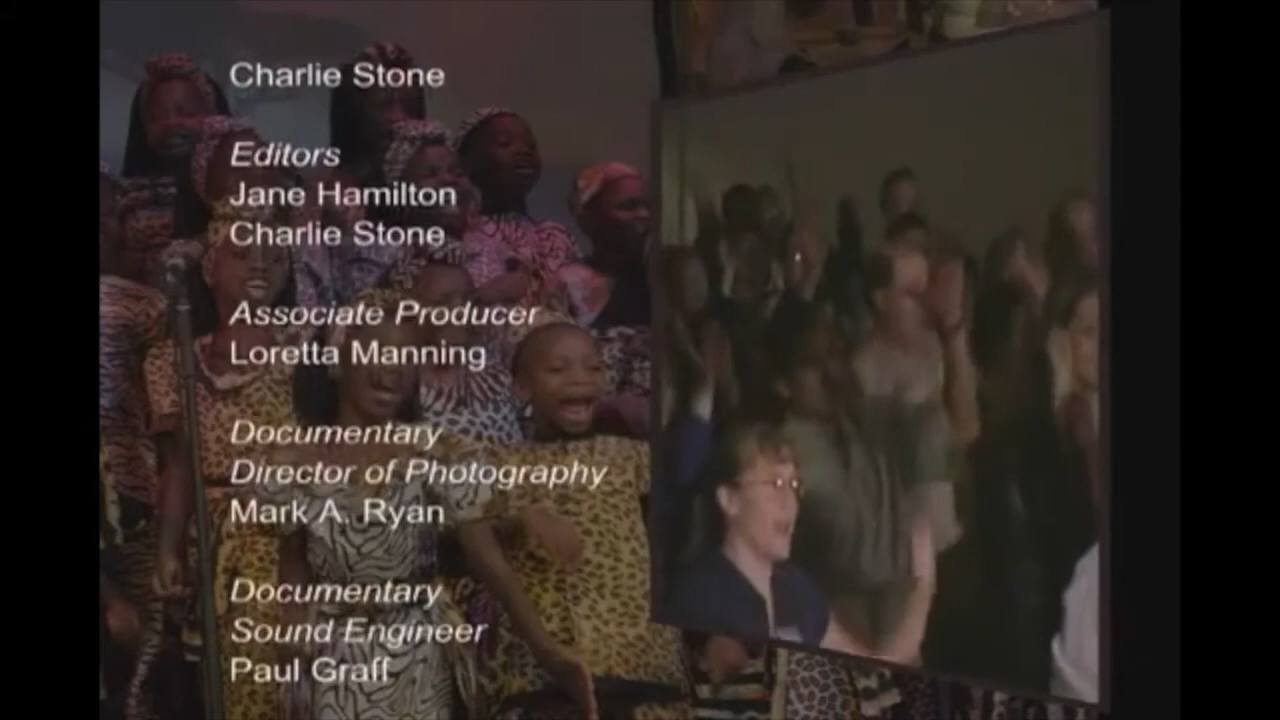 Charlie Stone
Editors
Jane Hamilton
Charlie Stone
Associate Producer
Loretta Manning
Documentary
Director of Photography
Mark A. Ryan
Documentary
Sound Engineer
Paul Graff